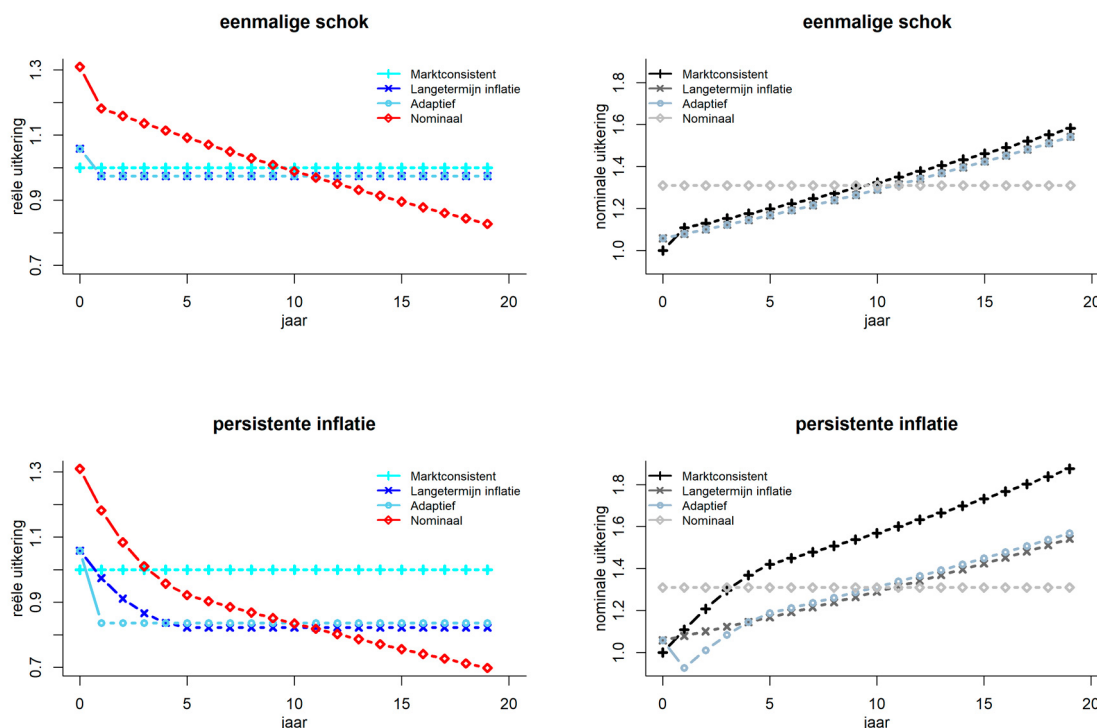 eenmalige schok
reële uitkering
0.7
0.9
1.1
1.3
Marktconsistent
Langetermijn inflatie
Adaptief
Nominaal
0 5 10 15 20
jaar
eenmalige schok
nominale uitkering
1.0
1.2
1.4
1.6
1.8
Marktconsistent
Langetermijn inflatie
Adaptief
Nominaal
0 5 10 15 20
jaar
persistente inflatie
reële uitkering
0.7
0.9
1.1
1.3
Marktconsistent
Langetermijn inflatie
Adaptief
Nominaal
0 5 10 15 20
jaar
persistente inflatie
nominale uitkering
1.0
1.2
1.4
1.6
1.8
Marktconsistent
Langetermijn inflatie
Adaptief
Nominaal
0 5 10 15 20
jaar